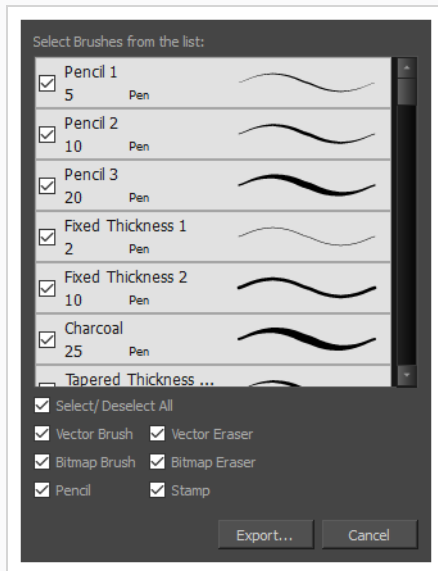 Select Brushes from the list:
Pencil 1
5 Pen
Pencil 2
10 Pen
Pencil 3
20 Pen
Fixed Thickness 1
2 Pen
Fixed Thickness 2
10 Pen
Charcoal
25 Pen
Tapered Thickness ...
Select/ Deselect All
Vector Brush Vector Eraser
Bitmap Brush Bitmap Eraser
Pencil Stamp
Export... Cancel